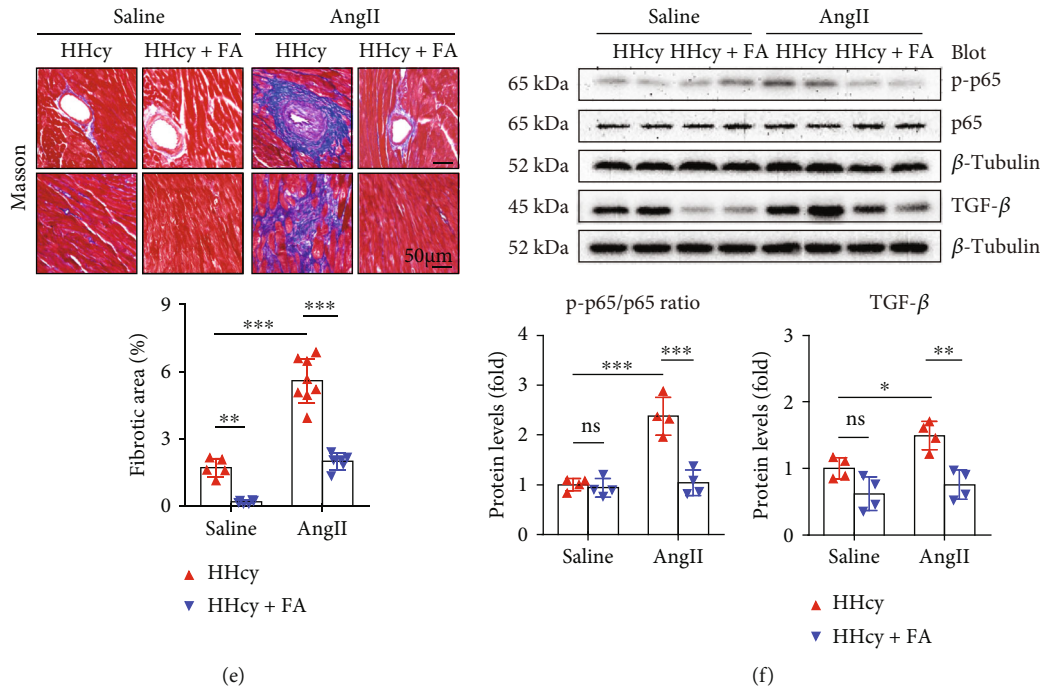 Saline AngII
HHcy HHcy + FA HHcy HHcy + FA
Masson
50μm
Fibrotic area (%)
9
6
3
0
***
***
**
Saline AngII
HHcy
HHcy + FA
(e)
Saline AngII
HHcy HHcy + FA HHcy HHcy + FA Blot
65 kDa p-p65
65 kDa p65
52 kDa β-Tubulin
45 kDa TGF-β
52 kDa β-Tubulin
p-p65/p65 ratio
Protein levels (fold)
4
3
2
1
0
***
***
ns
Saline AngII
TGF-β
Protein levels (fold)
3
2
1
0
**
*
ns
Saline AngII
HHcy
HHcy + FA
(f)